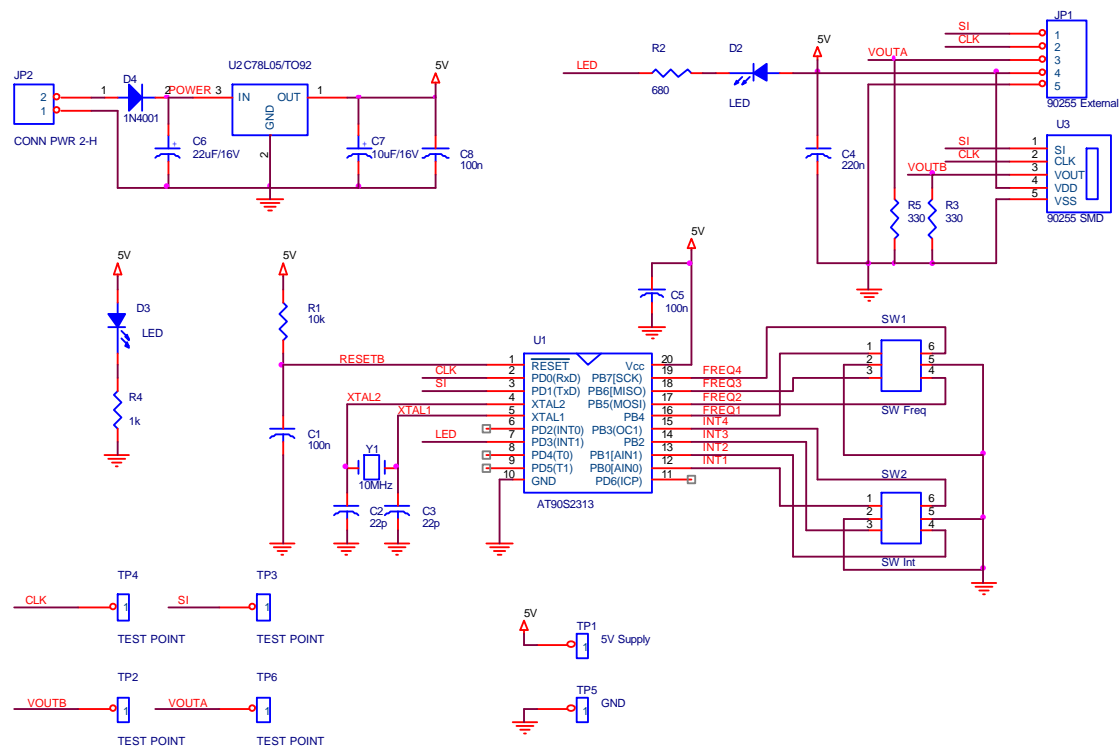 JP2
2
1
CONN PWR 2-H
1
D4
2
POWER
1N4001
3
U2
C78L05/TO92
IN
OUT
GND
1
2
5V
C6
22uF/16V
C7
10uF/16V
C8
100n
LED
R2
680
D2
LED
5V
C4
220n
JP1
SI
CLK
VOUTA
1
2
3
4
5
90255 External
U3
SI
CLK
VOUTB
1
2
3
4
5
SI
CLK
VOUT
VDD
VSS
90255 SMD
R5
330
R3
330
5V
D3
LED
R4
1k
5V
R1
10k
RESETB
C1
100n
CLK
SI
XTAL2
XTAL1
LED
Y1
10MHz
C2
22p
C3
22p
5V
C5
100n
U1
1
2
3
4
5
6
7
8
9
10
RESET
PD0(RxD)
PD1(TxD)
XTAL2
XTAL1
PD2(INT0)
PD3(INT1)
PD4(T0)
PD5(T1)
GND
Vcc
PB7[SCK)
PB6[MISO)
PB5(MOSI)
PB4
PB3(OC1)
PB2
PB1[AIN1)
PB0[AIN0)
PD6(ICP)
20
19
18
17
16
15
14
13
12
11
AT90S2313
FREQ4
FREQ3
FREQ2
FREQ1
INT4
INT3
INT2
INT1
SW1
1
2
3
6
5
4
SW Freq
SW2
1
2
3
6
5
4
SW Int
TP4
CLK
1
TEST POINT
TP3
SI
1
TEST POINT
5V
TP1
1
5V Supply
TP2
VOUTB
1
TEST POINT
TP6
VOUTA
1
TEST POINT
TP5
1
GND